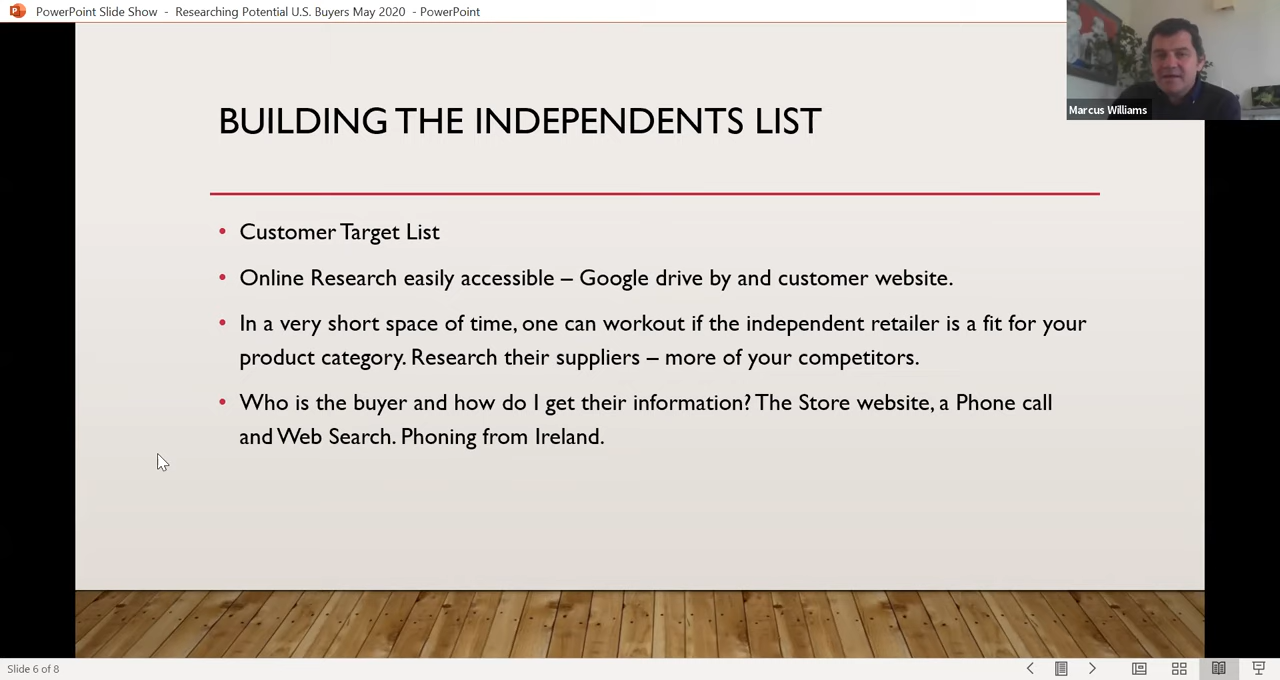 PowerPoint Slide Show - Researching Potential U.S. Buyers May 2020 - PowerPoint
Marcus Williams
BUILDING THE INDEPENDENTS LIST
• Customer Target List
• Online Research easily accessible – Google drive by and customer website.
• In a very short space of time, one can workout if the independent retailer is a fit for your
product category. Research their suppliers – more of your competitors.
• Who is the buyer and how do I get their information? The Store website, a Phone call
and Web Search. Phoning from Ireland.
Slide 6 of 8